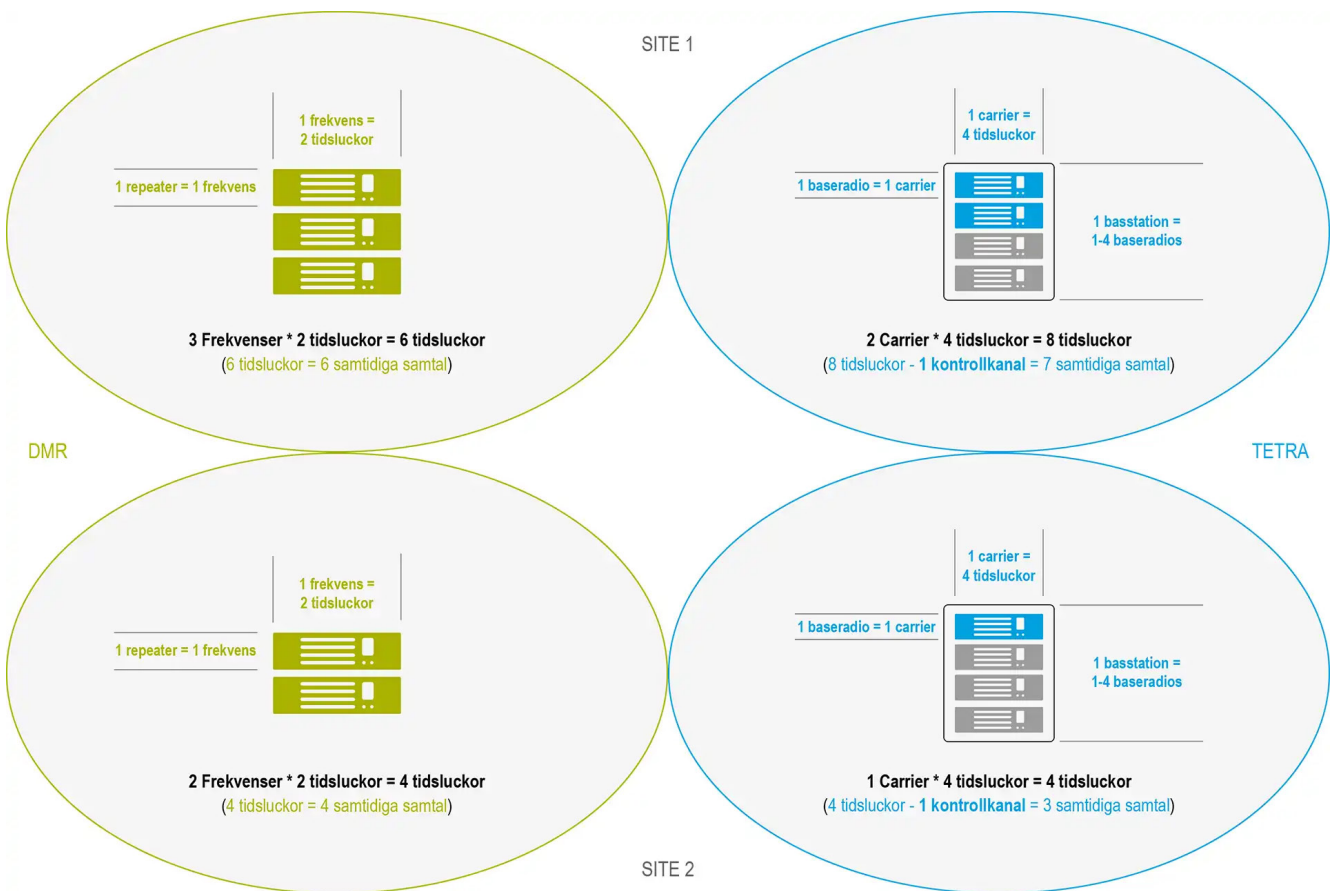 SITE 1
1 frekvens =
2 tidsluckor
1 repeater = 1 frekvens
3 Frekvenser * 2 tidsluckor = 6 tidsluckor
(6 tidsluckor = 6 samtidiga samtal)
1 carrier =
4 tidsluckor
1 baseradio = 1 carrier
1 basstation =
1-4 baseradios
2 Carrier * 4 tidsluckor = 8 tidsluckor
(8 tidsluckor - 1 kontrollkanal = 7 samtidiga samtal)
DMR
TETRA
1 frekvens =
2 tidsluckor
1 repeater = 1 frekvens
2 Frekvenser * 2 tidsluckor = 4 tidsluckor
(4 tidsluckor = 4 samtidiga samtal)
1 carrier =
4 tidsluckor
1 baseradio = 1 carrier
1 basstation =
1-4 baseradios
1 Carrier * 4 tidsluckor = 4 tidsluckor
(4 tidsluckor - 1 kontrollkanal = 3 samtidiga samtal)
SITE 2